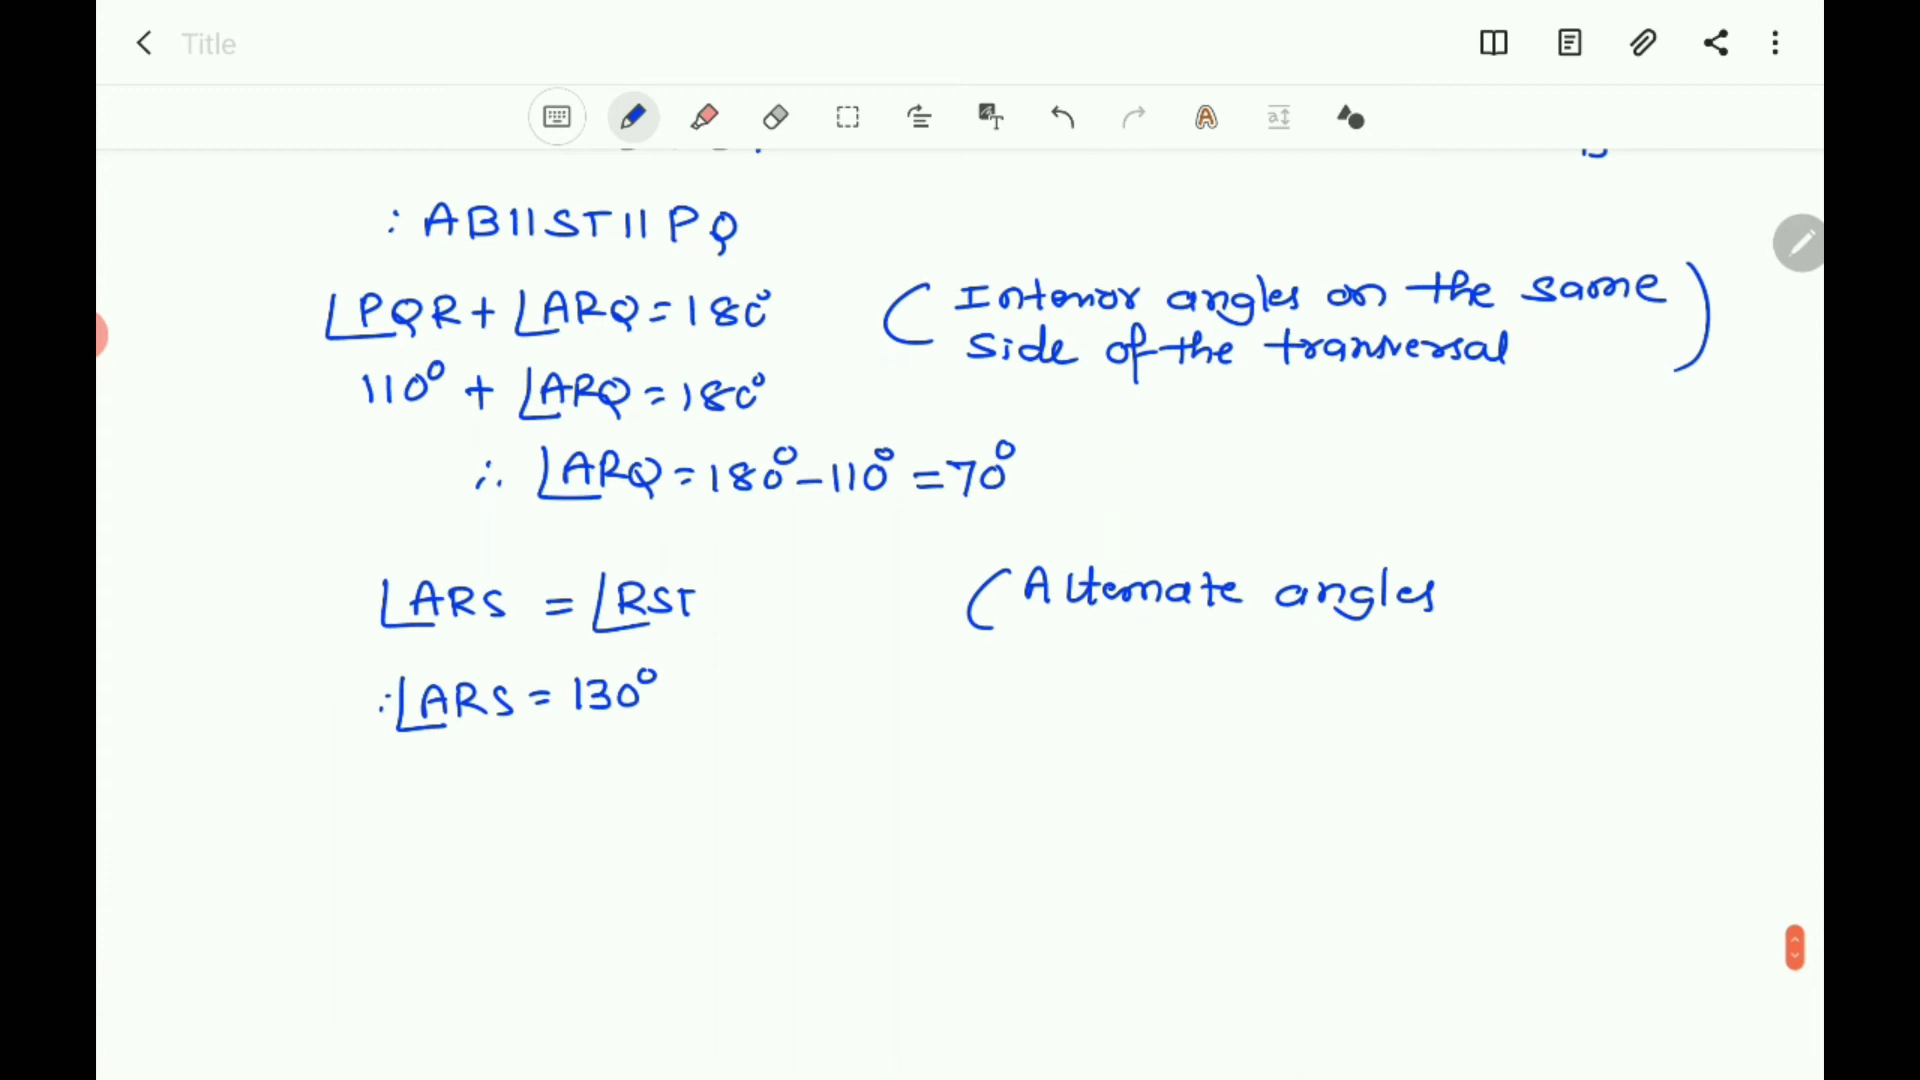 Title
∴ AB||ST||PQ
∠PQR + ∠ARQ = 180° (Interior angles on the same
side of the transversal)
110° + ∠ARQ = 180°
∴ ∠ARQ = 180° - 110° = 70°
∠ARS = ∠RST (Alternate angles
∴ ∠ARS = 130°